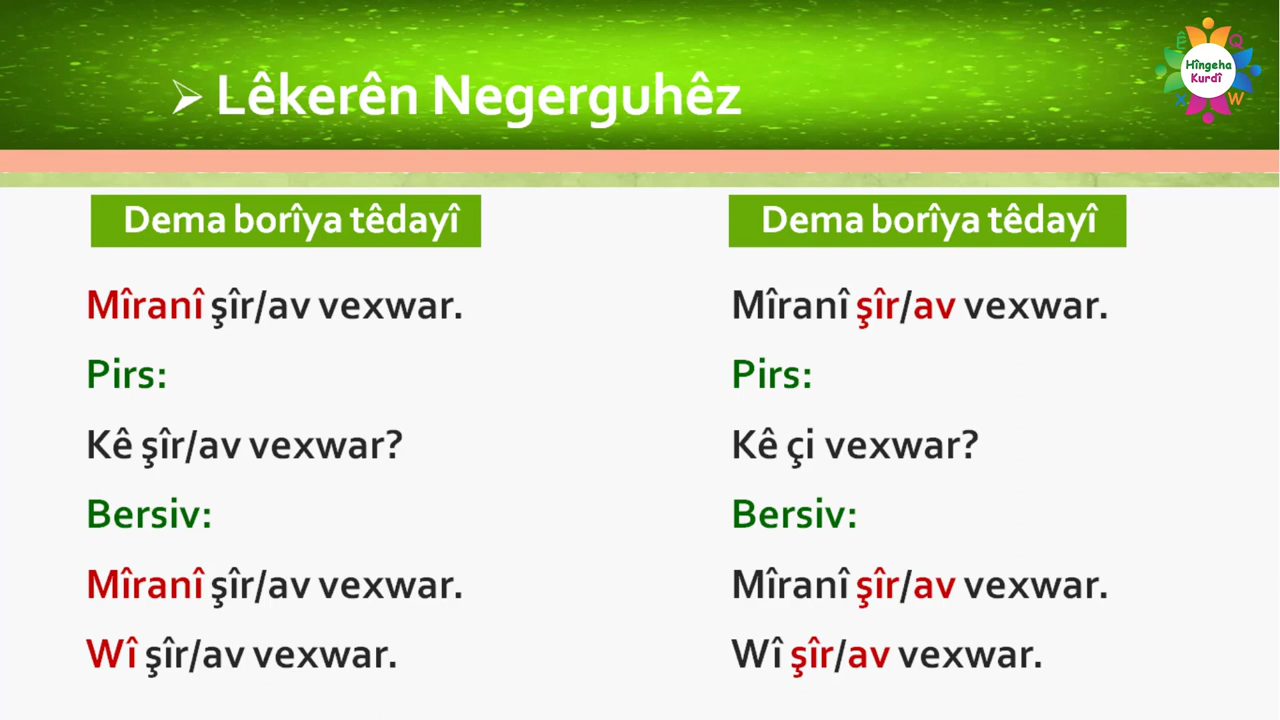 ➢ Lêkerên Negerguhêz
Ê Q
Hîngeha
Kurdî
X W
Dema borîya têdayî
Mîranî şîr/av vexwar.
Pirs:
Kê şîr/av vexwar?
Bersiv:
Mîranî şîr/av vexwar.
Wî şîr/av vexwar.
Dema borîya têdayî
Mîranî şîr/av vexwar.
Pirs:
Kê çi vexwar?
Bersiv:
Mîranî şîr/av vexwar.
Wî şîr/av vexwar.